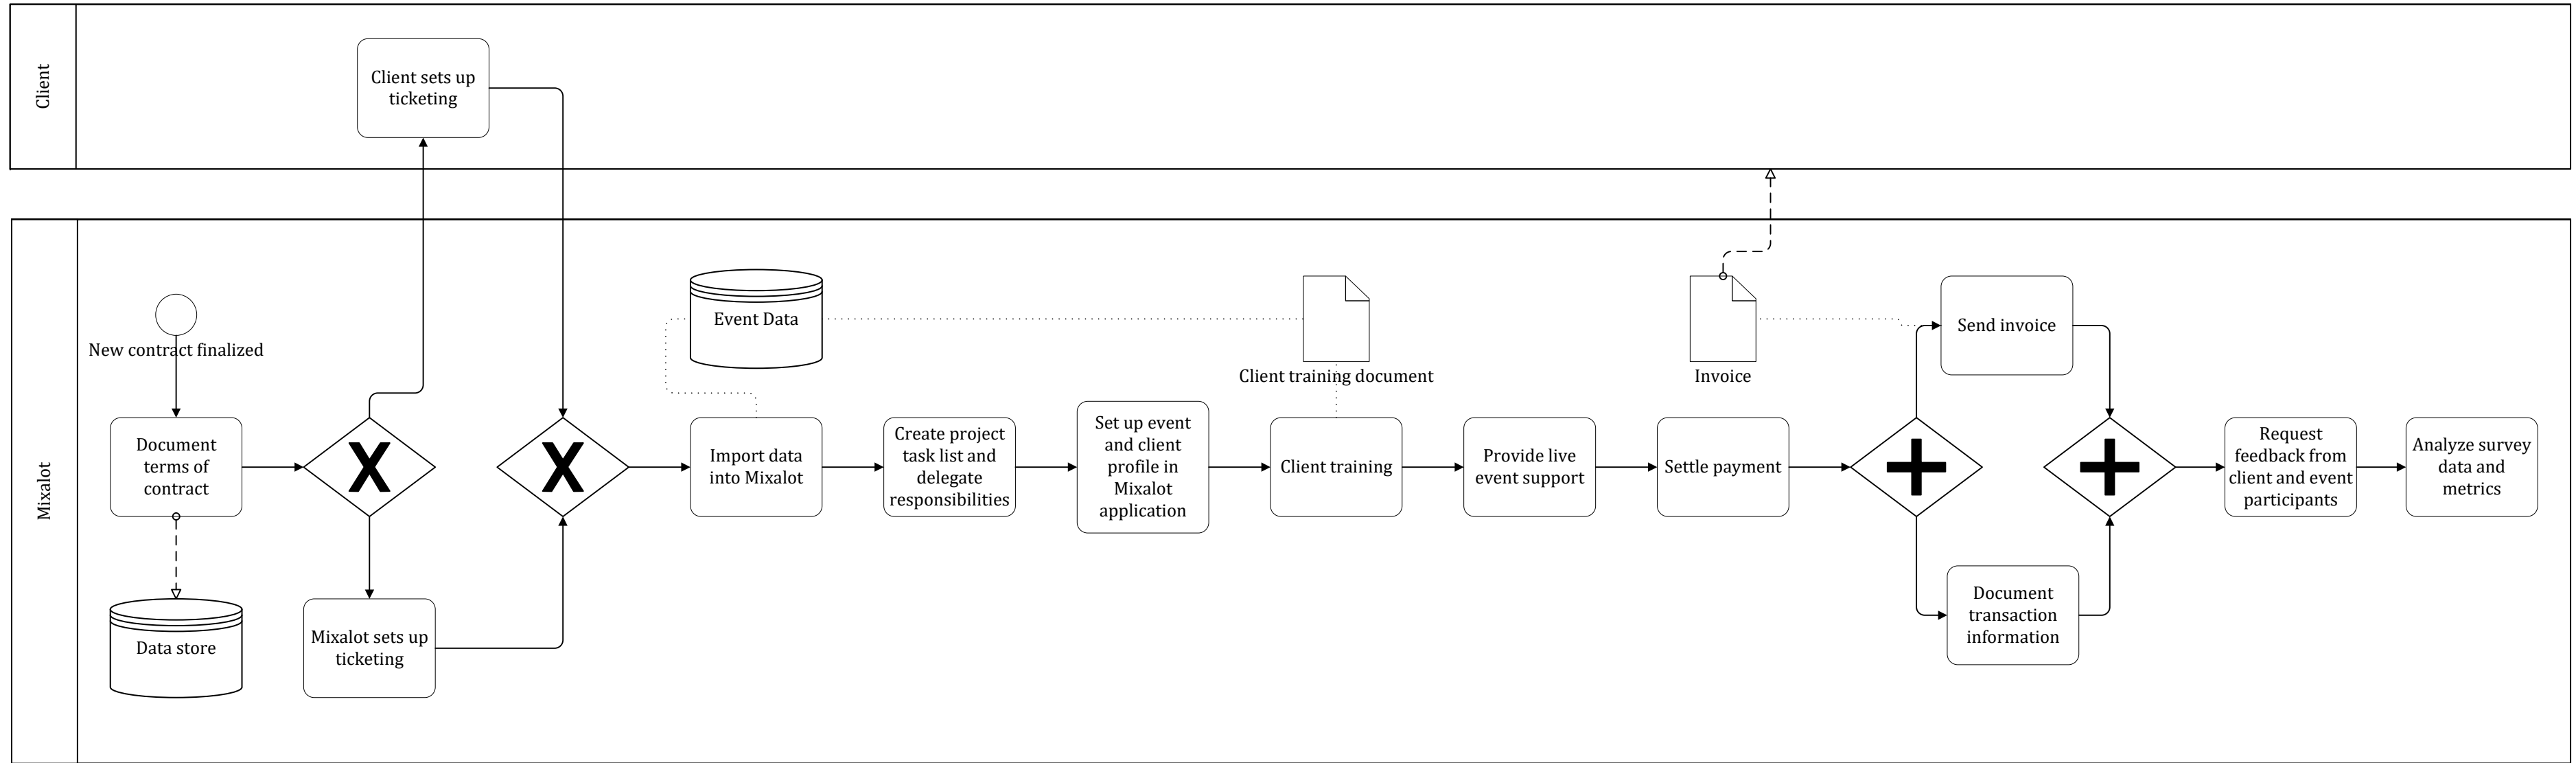 Client
Client sets up
ticketing
Mixalot
New contract finalized
Document
terms of
contract
Data store
X
Mixalot sets up
ticketing
X
Event Data
Import data
into Mixalot
Create project
task list and
delegate
responsibilities
Set up event
and client
profile in
Mixalot
application
Client training document
Client training
Provide live
event support
Invoice
Settle payment
Send invoice
Document
transaction
information
Request
feedback from
client and event
participants
Analyze survey
data and
metrics